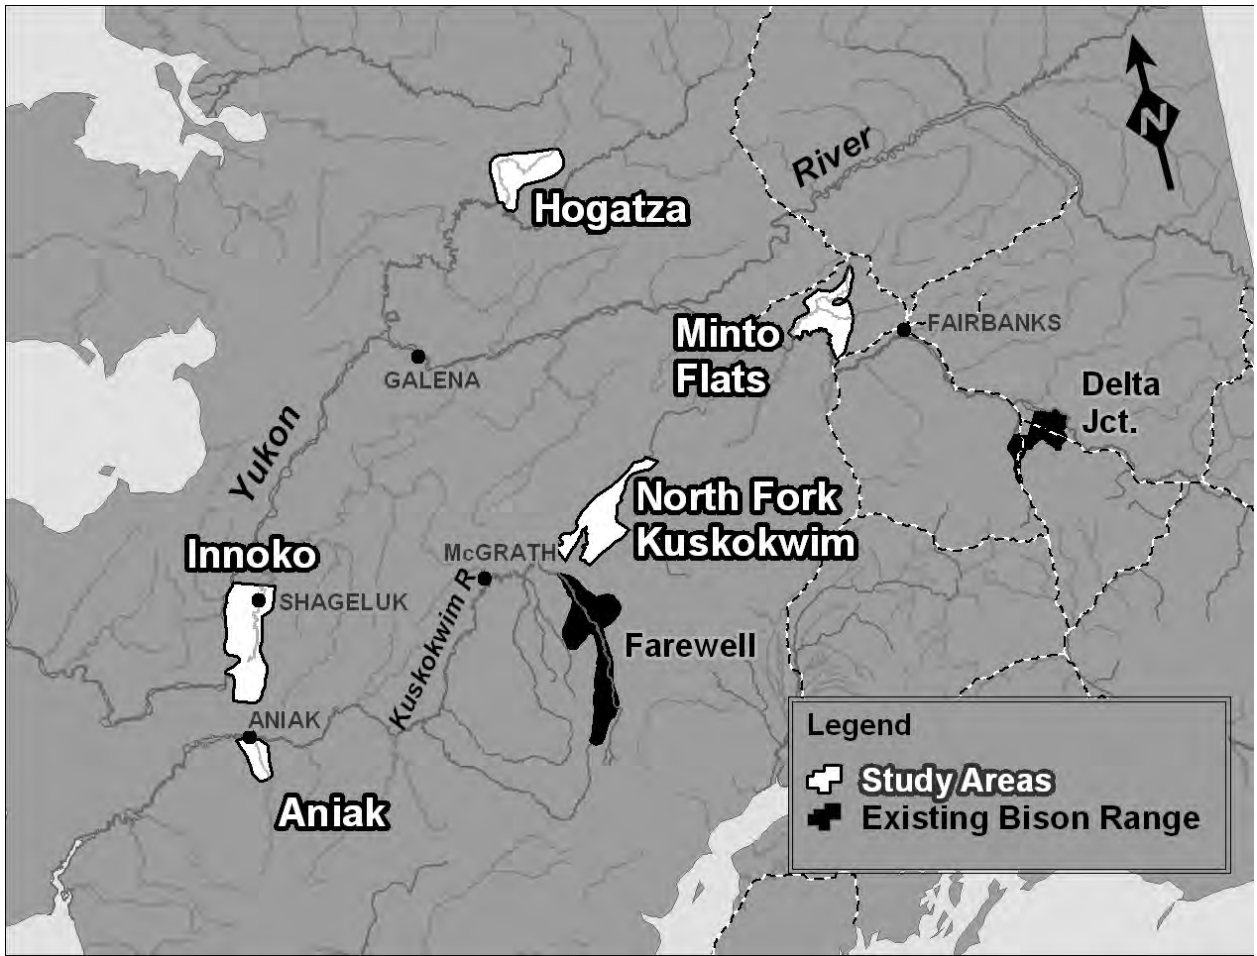 N
River
Hogatza
Minto
Flats
FAIRBANKS
GALENA
Delta
Jct.
Yukon
North Fork
Kuskokwim
Innoko
McGRATH
SHAGELUK
Kuskokwim R
Farewell
ANIAK
Aniak
Legend
Study Areas
Existing Bison Range